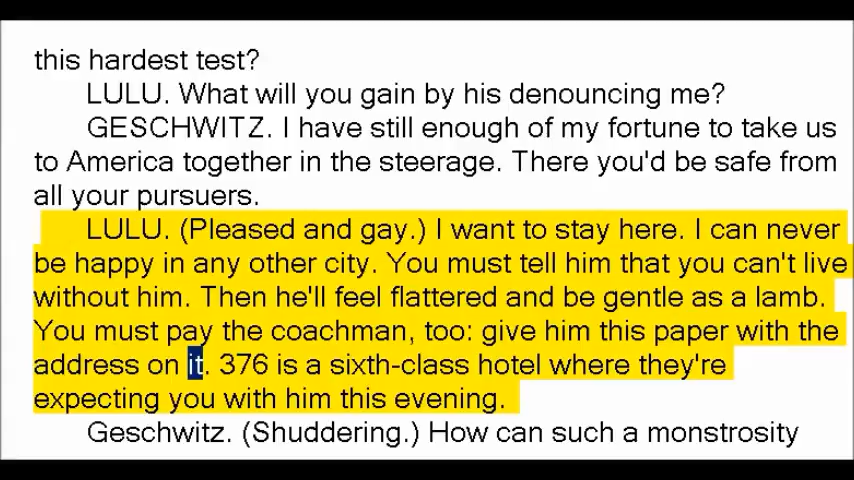 this hardest test?
LULU. What will you gain by his denouncing me?
GESCHWITZ. I have still enough of my fortune to take us
to America together in the steerage. There you'd be safe from
all your pursuers.
LULU. (Pleased and gay.) I want to stay here. I can never
be happy in any other city. You must tell him that you can't live
without him. Then he'll feel flattered and be gentle as a lamb.
You must pay the coachman, too: give him this paper with the
address on it. 376 is a sixth-class hotel where they're
expecting you with him this evening.
Geschwitz. (Shuddering.) How can such a monstrosity